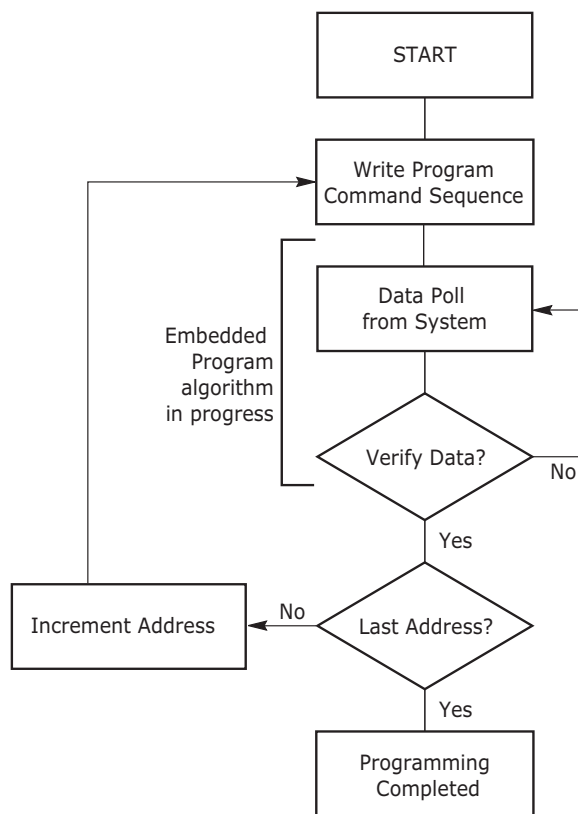 START
Write Program
Command Sequence
Data Poll
from System
Embedded
Program
algorithm
in progress
Verify Data?
No
Yes
Last Address?
No
Increment Address
Yes
Programming
Completed